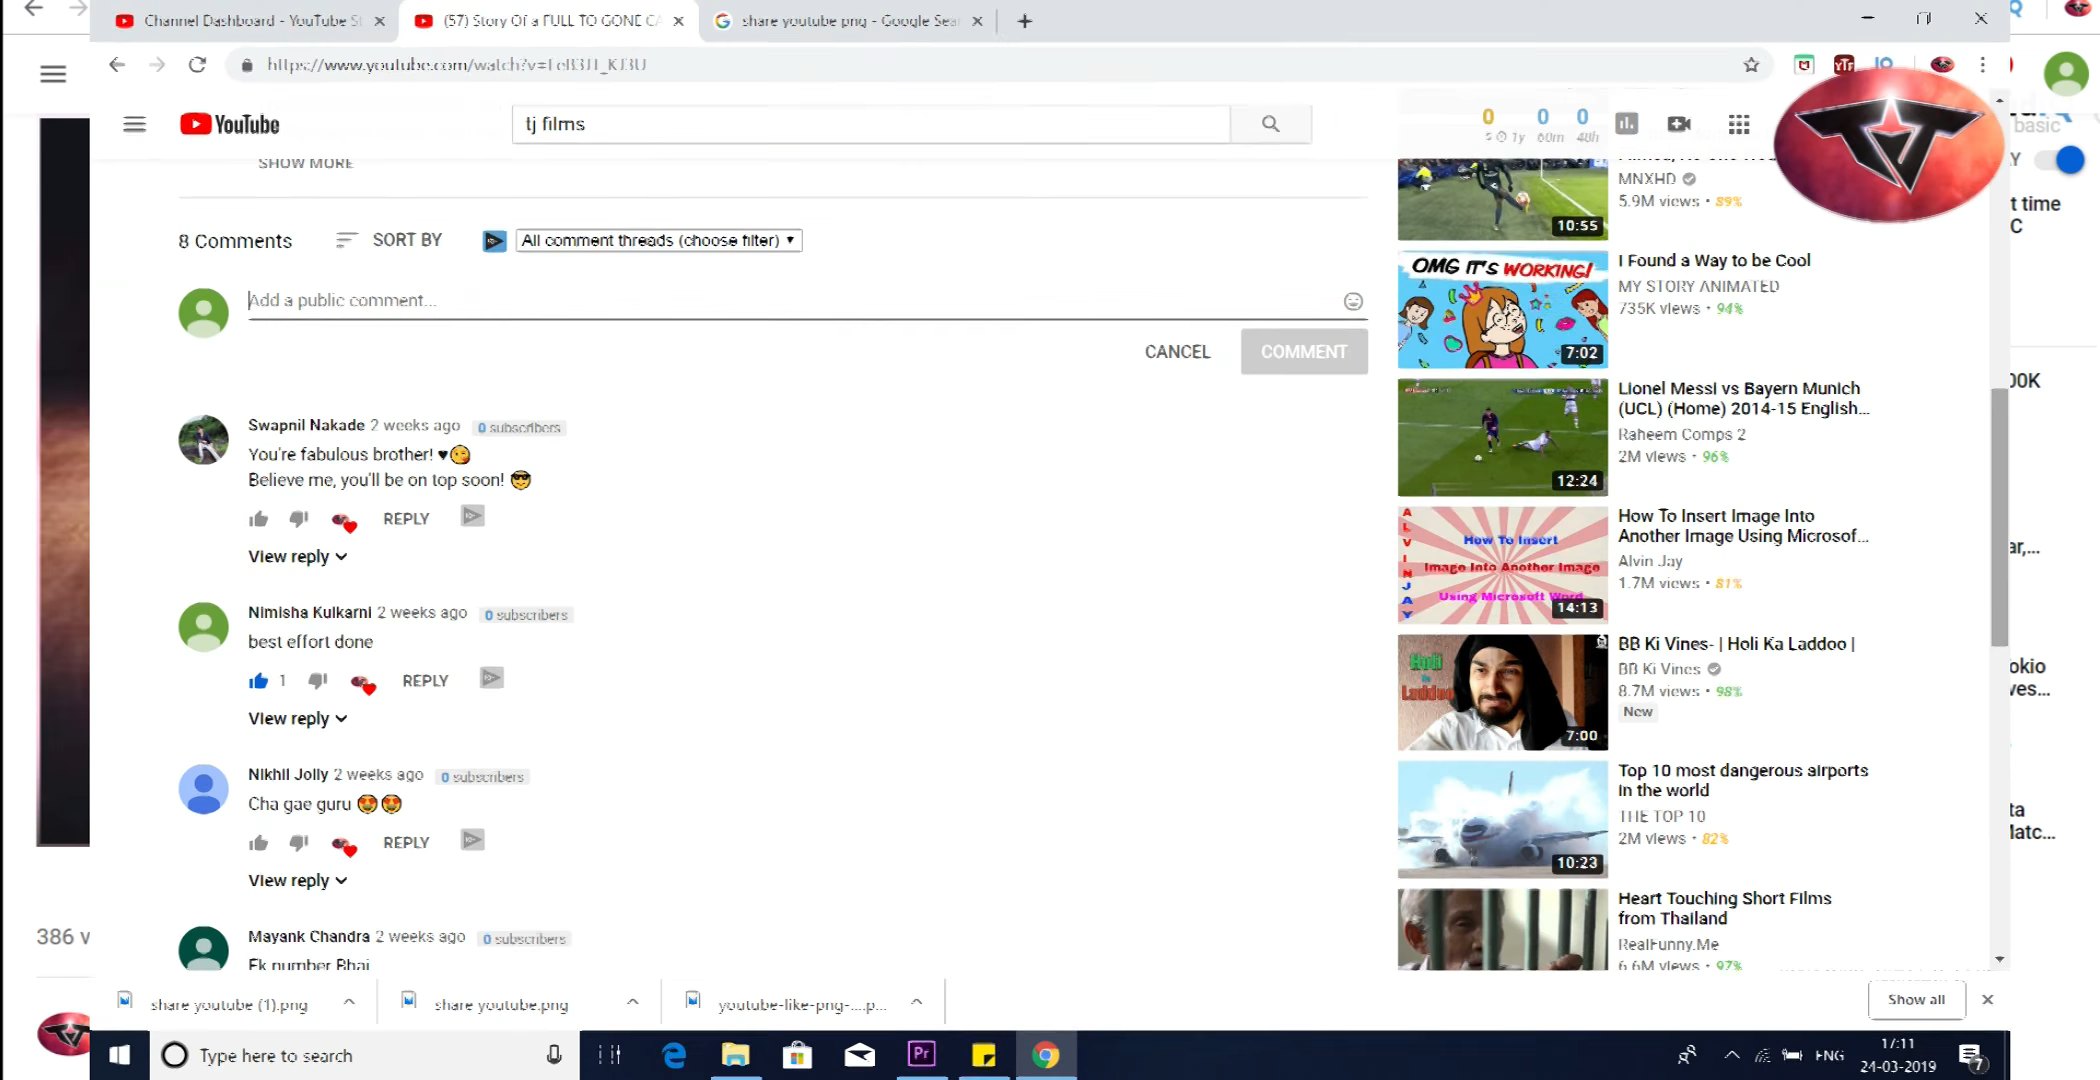 Channel Dashboard - YouTube St
(57) Story Of a FULL TO GONE CA
share youtube png - Google Sear
YouTube
tj films
0 0 0
1y 60m 48h
basic
SHOW MORE
8 Comments
SORT BY
All comment threads (choose filter)
Add a public comment...
CANCEL
COMMENT
Swapnil Nakade 2 weeks ago 0 subscribers
You're fabulous brother! ♥😘
Believe me, you'll be on top soon! 😎
REPLY
View reply
Nimisha Kulkarni 2 weeks ago 0 subscribers
best effort done
1
REPLY
View reply
Nikhil Jolly 2 weeks ago 0 subscribers
Cha gae guru 😍😍
REPLY
View reply
Mayank Chandra 2 weeks ago 0 subscribers
Ek number Bhai
MNXHD
5.9M views • 89%
10:55
OMG IT'S WORKING!
7:02
I Found a Way to be Cool
MY STORY ANIMATED
735K views • 94%
12:24
Lionel Messi vs Bayern Munich
(UCL) (Home) 2014-15 English...
Raheem Comps 2
2M views • 96%
ALVIN JAY
How To Insert
Image Into Another Image
Using Microsoft Word
14:13
How To Insert Image Into
Another Image Using Microsof...
Alvin Jay
1.7M views • 81%
Holi
Ka
Laddoo
7:00
BB Ki Vines- | Holi Ka Laddoo |
BB Ki Vines
8.7M views • 98%
New
10:23
Top 10 most dangerous airports
in the world
THE TOP 10
2M views • 82%
Heart Touching Short Films
from Thailand
RealFunny.Me
6.6M views • 97%
t time
C
00K
ar,...
okio
ves...
ta
Matc...
386 v
share youtube (1).png
share youtube.png
youtube-like-png-....p...
Show all
Type here to search
Pr
ENG
17:11
24-03-2019
7